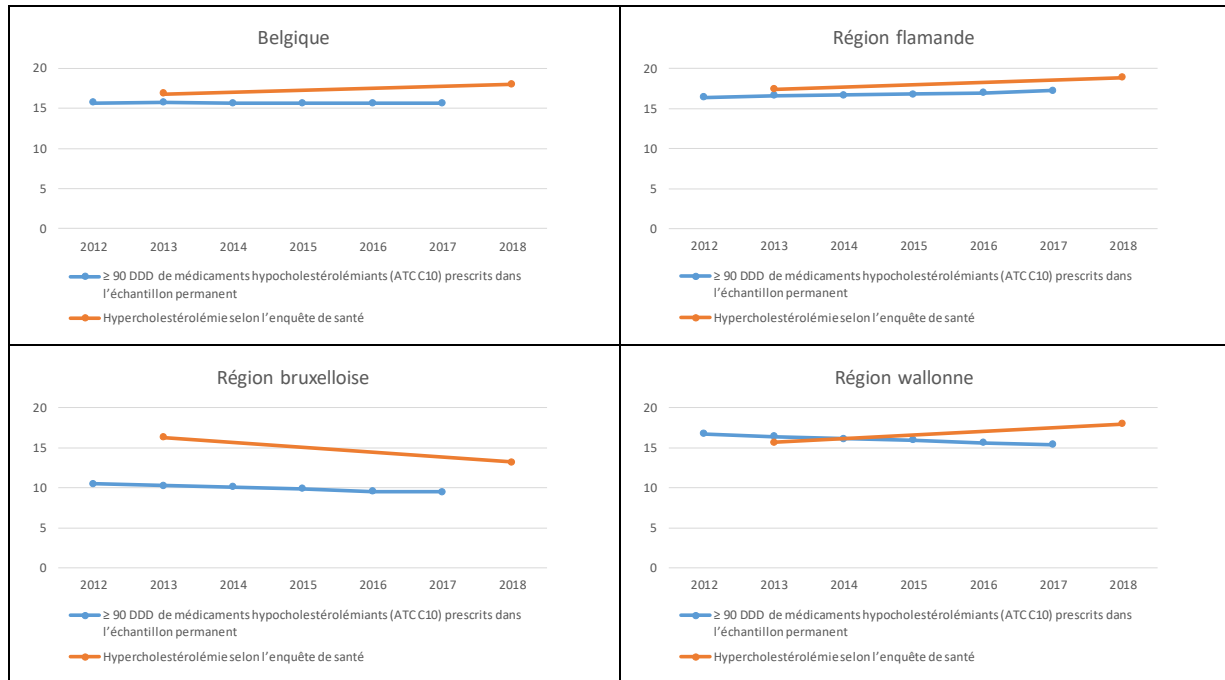 Belgique
20
15
10
5
0
2012 2013 2014 2015 2016 2017 2018
≥ 90 DDD de médicaments hypocholestérolémiants (ATC C10) prescrits dans
l’échantillon permanent
Hypercholestérolémie selon l’enquête de santé
Région flamande
20
15
10
5
0
2012 2013 2014 2015 2016 2017 2018
≥ 90 DDD de médicaments hypocholestérolémiants (ATC C10) prescrits dans
l’échantillon permanent
Hypercholestérolémie selon l’enquête de santé
Région bruxelloise
20
15
10
5
0
2012 2013 2014 2015 2016 2017 2018
≥ 90 DDD de médicaments hypocholestérolémiants (ATC C10) prescrits dans
l’échantillon permanent
Hypercholestérolémie selon l’enquête de santé
Région wallonne
20
15
10
5
0
2012 2013 2014 2015 2016 2017 2018
≥ 90 DDD de médicaments hypocholestérolémiants (ATC C10) prescrits dans
l’échantillon permanent
Hypercholestérolémie selon l’enquête de santé